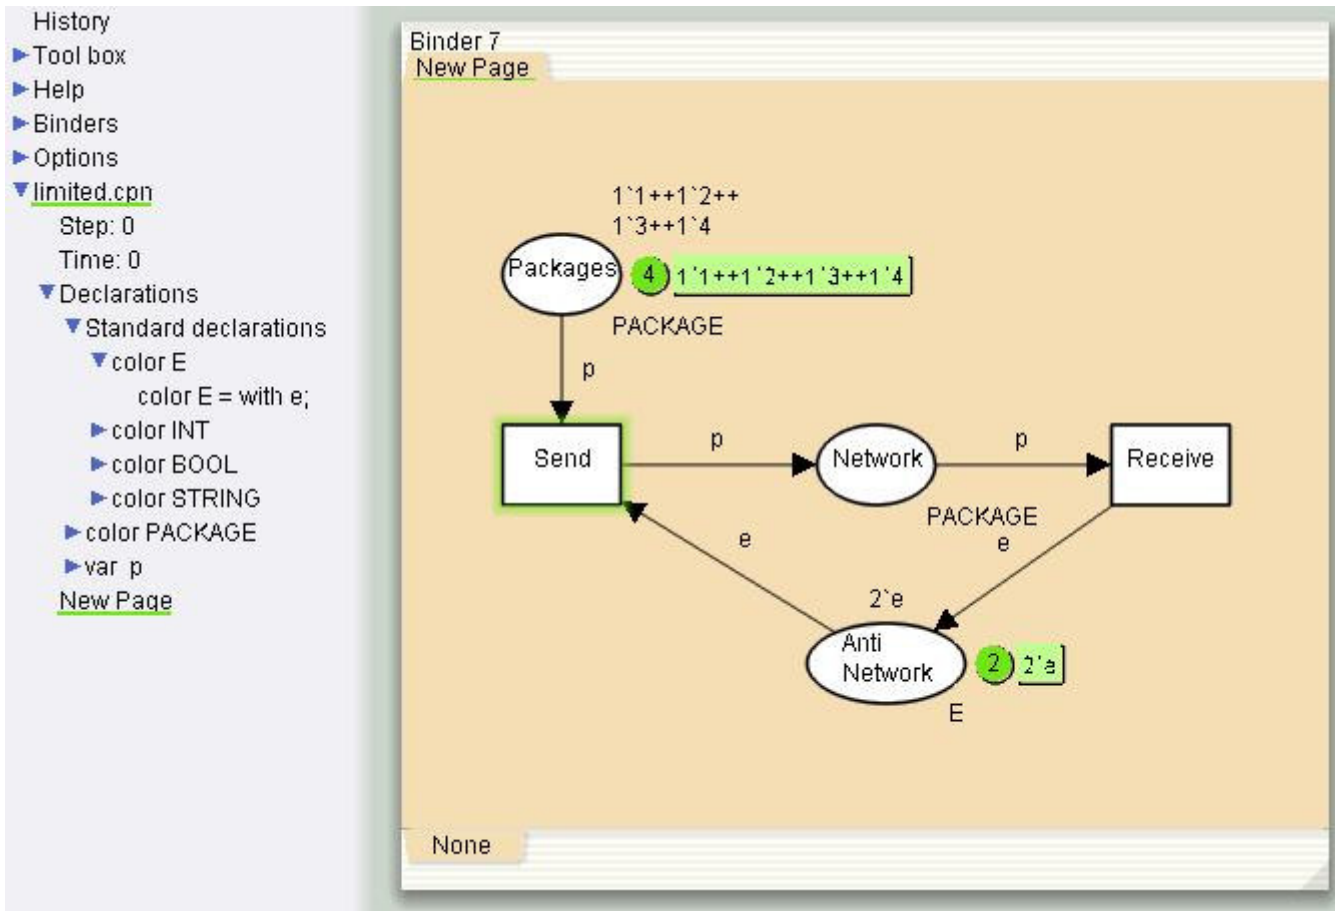 History
Tool box
Help
Binders
Options
limited.cpn
Step: 0
Time: 0
Declarations
Standard declarations
color E
color E = with e;
color INT
color BOOL
color STRING
color PACKAGE
var p
New Page
Binder 7
New Page
1`1++1`2++
1`3++1`4
Packages
4
1`1++1`2++1`3++1`4
PACKAGE
p
Send
p
Network
p
Receive
PACKAGE
e
e
2`e
Anti
Network
2
2`e
E
None